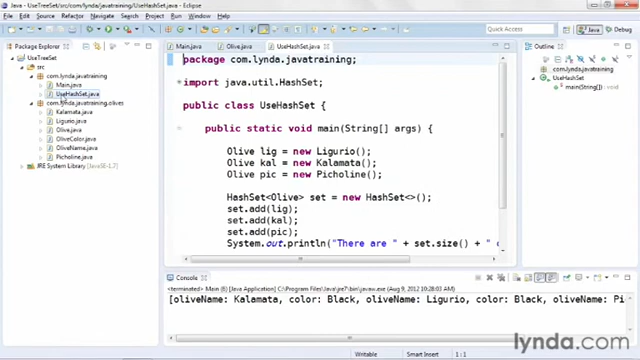 Java - UseTreeSet/src/com/lynda/javatraining/UseHashSet.java - Eclipse
File Edit Source Refactor Navigate Search Project Run Window Help
Java
Debug
Package Explorer
UseTreeSet
src
com.lynda.javatraining
Main.java
UseHashSet.java
com.lynda.javatraining.olives
Kalamata.java
Ligurio.java
Olive.java
OliveColor.java
OliveName.java
Picholine.java
JRE System Library [JavaSE-1.7]
Main.java
Olive.java
UseHashSet.java
package com.lynda.javatraining;
import java.util.HashSet;
public class UseHashSet {
public static void main(String[] args) {
Olive lig = new Ligurio();
Olive kal = new Kalamata();
Olive pic = new Picholine();
HashSet<Olive> set = new HashSet<>();
set.add(lig);
set.add(kal);
set.add(pic);
System.out.println("There are " + set.size() + "
Outline
com.lynda.javatraining
UseHashSet
main(String[])
Console
<terminated> Main (6) [Java Application] C:\Program Files\Java\jre7\bin\javaw.exe (Aug 9, 2012 10:28:03 AM)
[oliveName: Kalamata, color: Black, oliveName: Ligurio, color: Black, oliveName: Pi
Writable
Smart Insert
1 : 1
lynda.com